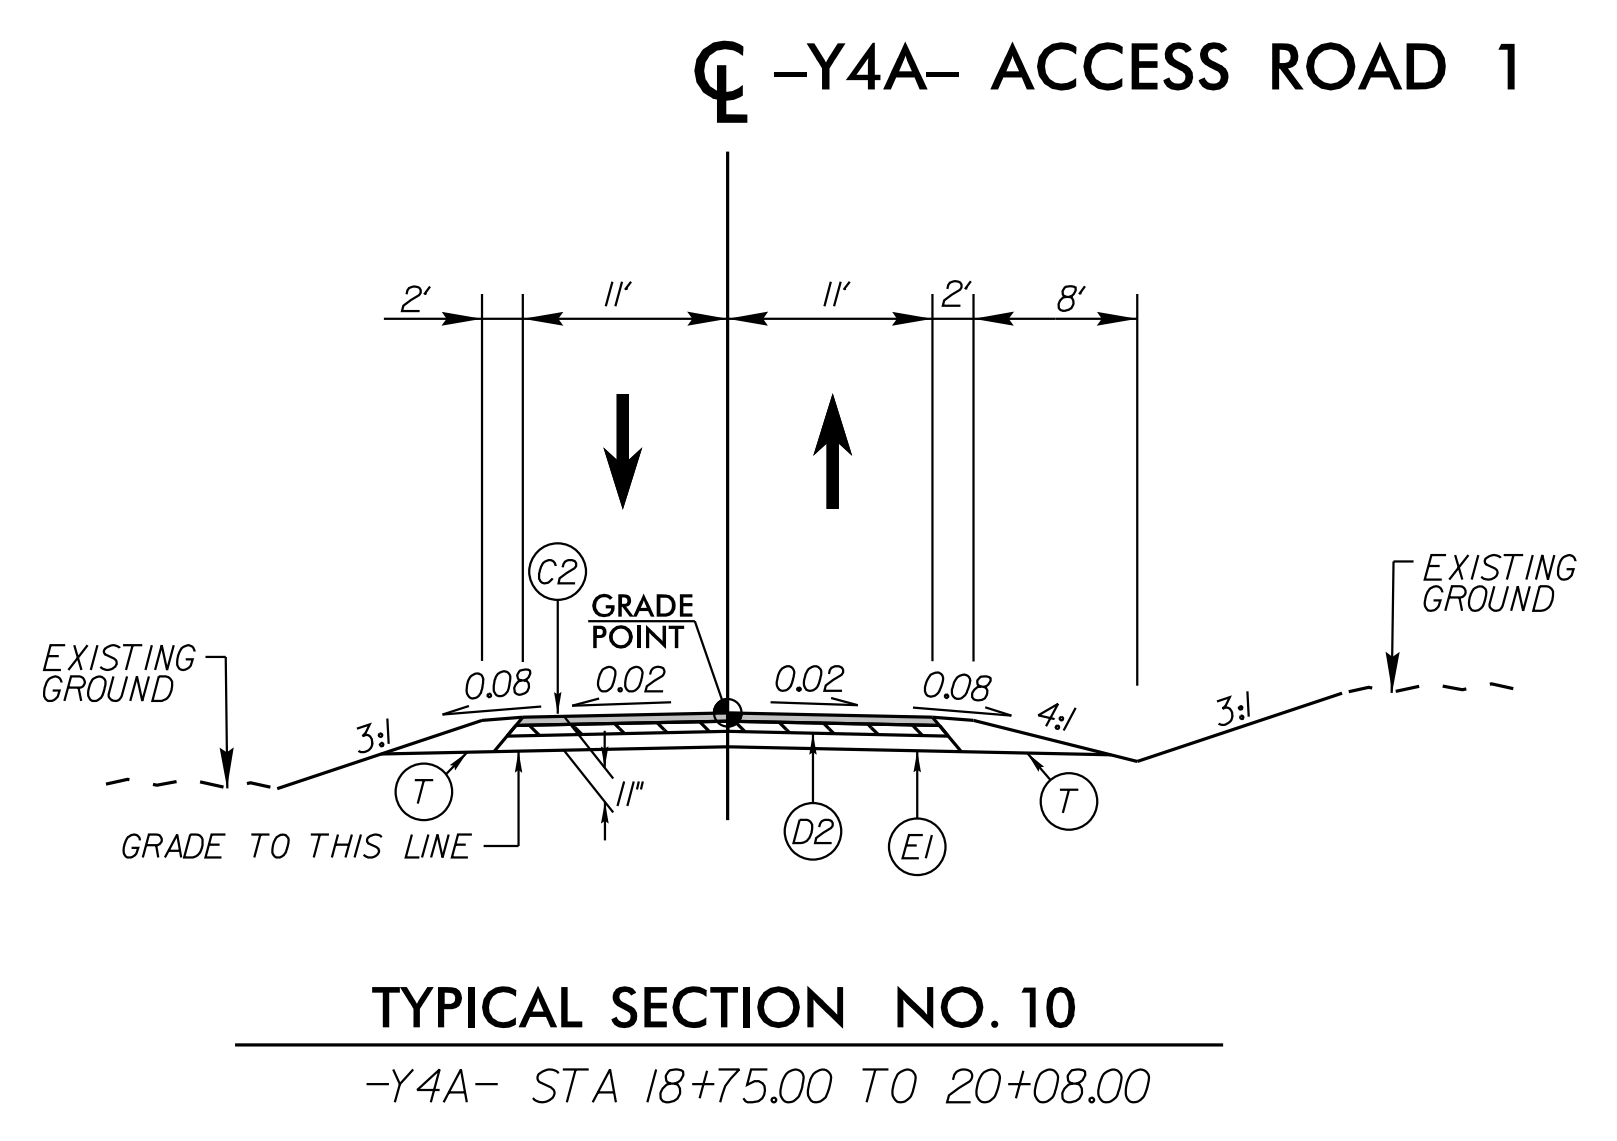 ℄ -Y4A- ACCESS ROAD 1
2' 11' 11' 2' 8'
C2
GRADE
POINT
EXISTING
GROUND
EXISTING
GROUND
0.08 0.02 0.02 0.08
3:1 4:1 3:1
T 11" T
D2 E1
GRADE TO THIS LINE
TYPICAL SECTION NO. 10
-Y4A- STA 18+75.00 TO 20+08.00